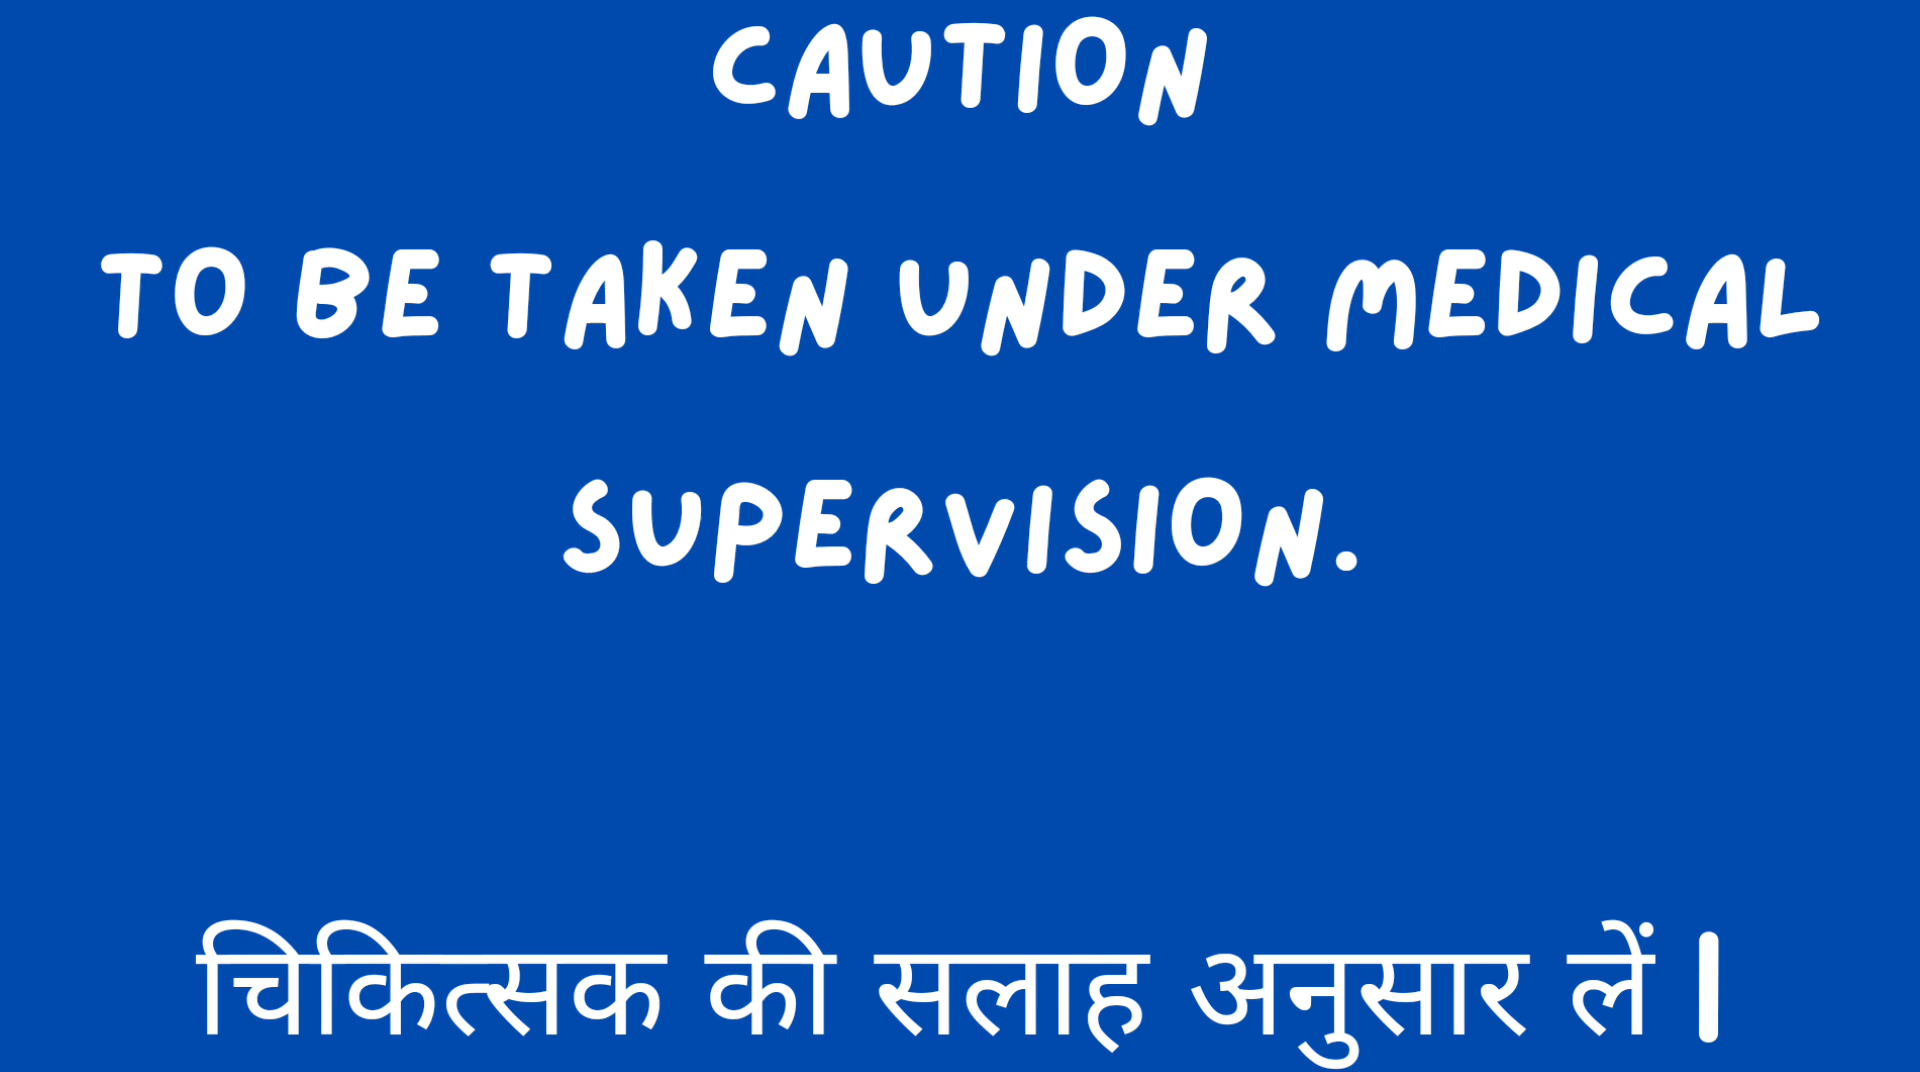 CAUTION
TO BE TAKEN UNDER MEDICAL
SUPERVISION.
चिकित्सक की सलाह अनुसार लें |